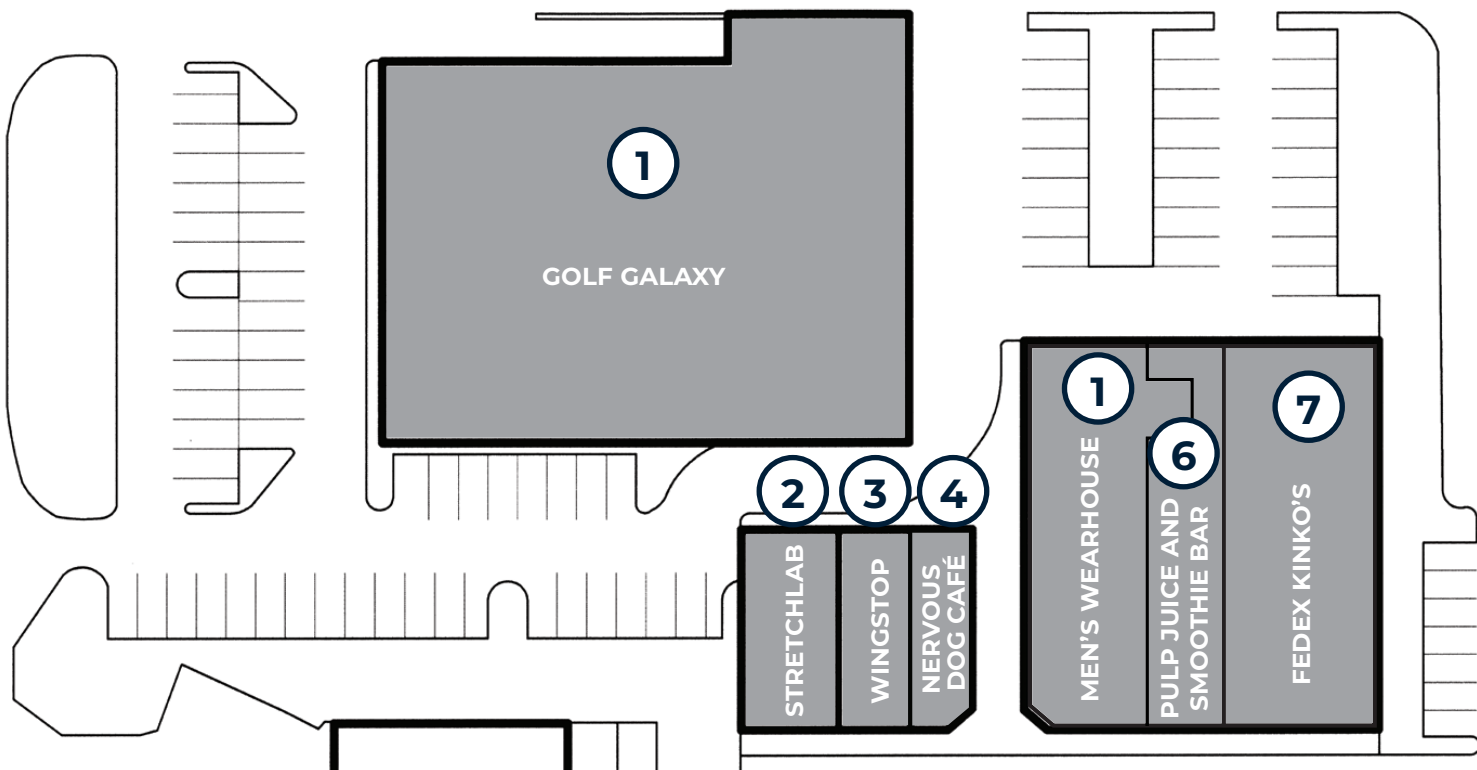 1
GOLF GALAXY
2
3
4
STRETCHLAB
WINGSTOP
NERVOUS
DOG CAFÉ
1
6
7
MEN'S WEARHOUSE
PULP JUICE AND
SMOOTHIE BAR
FEDEX KINKO'S